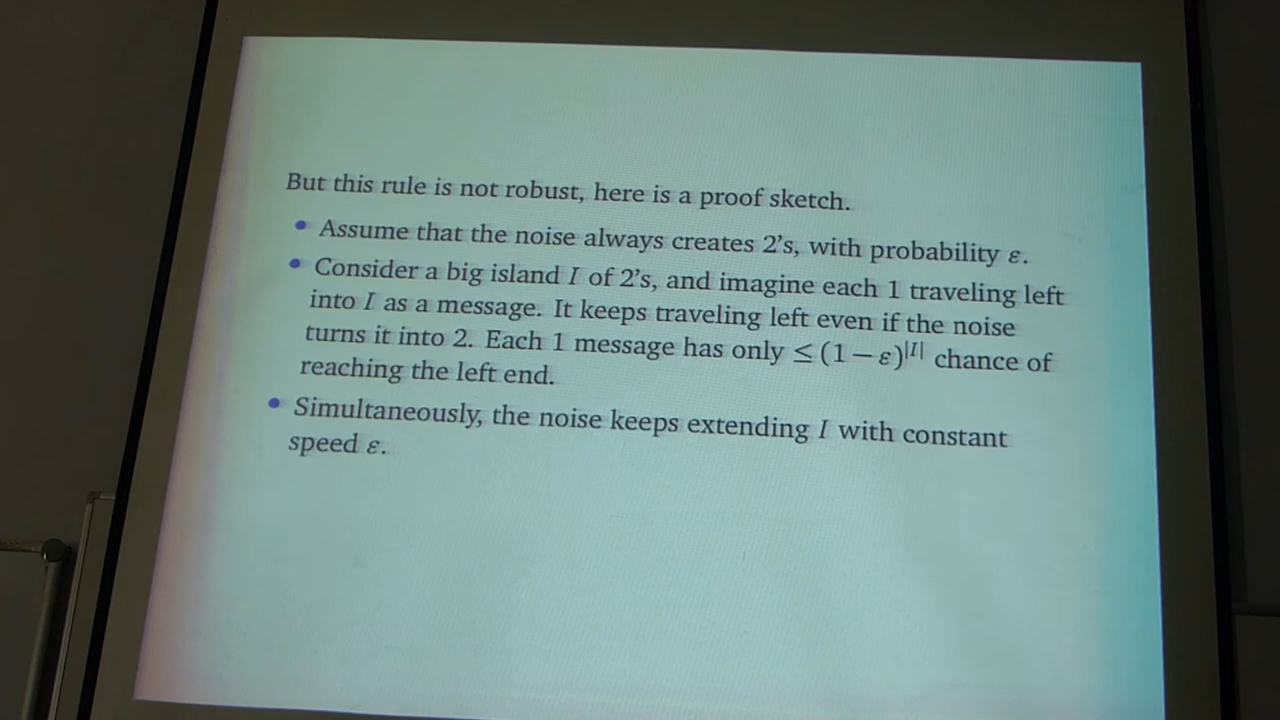 But this rule is not robust, here is a proof sketch.
• Assume that the noise always creates 2's, with probability ε.
• Consider a big island I of 2's, and imagine each 1 traveling left
into I as a message. It keeps traveling left even if the noise
turns it into 2. Each 1 message has only ≤ (1 − ε)^|I| chance of
reaching the left end.
• Simultaneously, the noise keeps extending I with constant
speed ε.